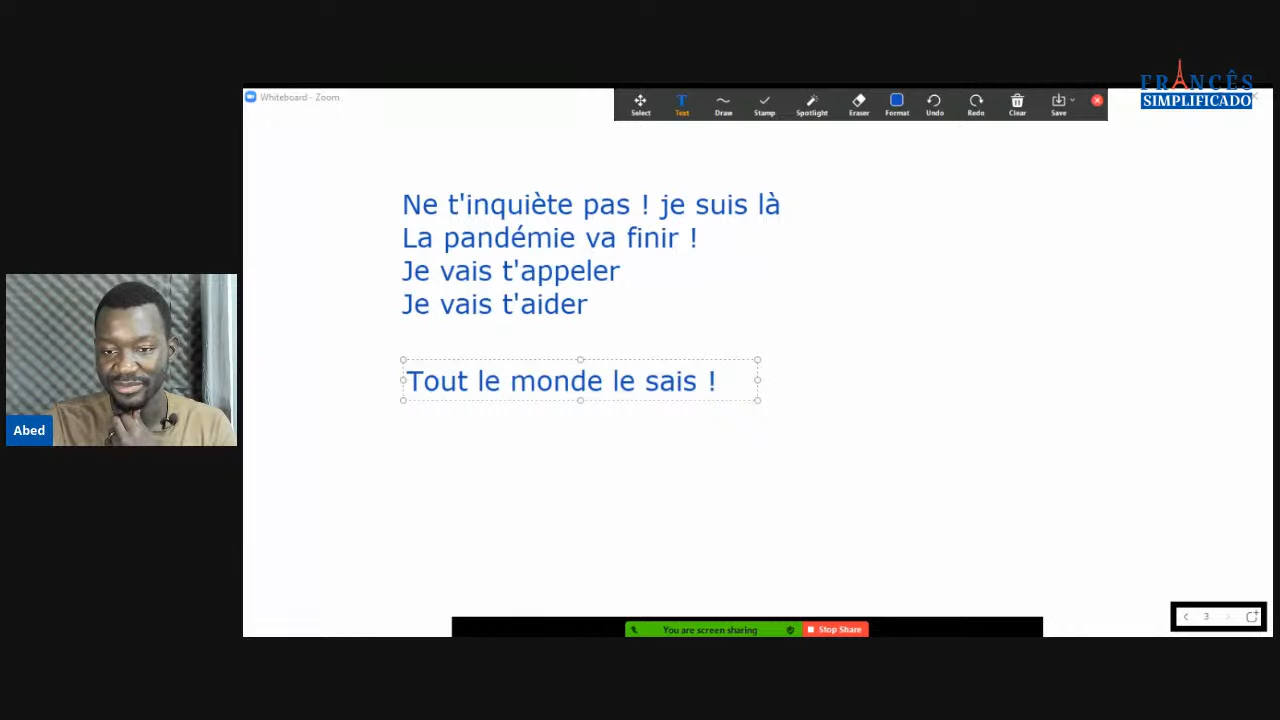 Whiteboard - Zoom
Select Text Draw Stamp Spotlight Eraser Format Undo Redo Clear Save
FRANCÊS
SIMPLIFICADO
Ne t'inquiète pas ! je suis là
La pandémie va finir !
Je vais t'appeler
Je vais t'aider
Tout le monde le sais !
Abed
3
You are screen sharing Stop Share